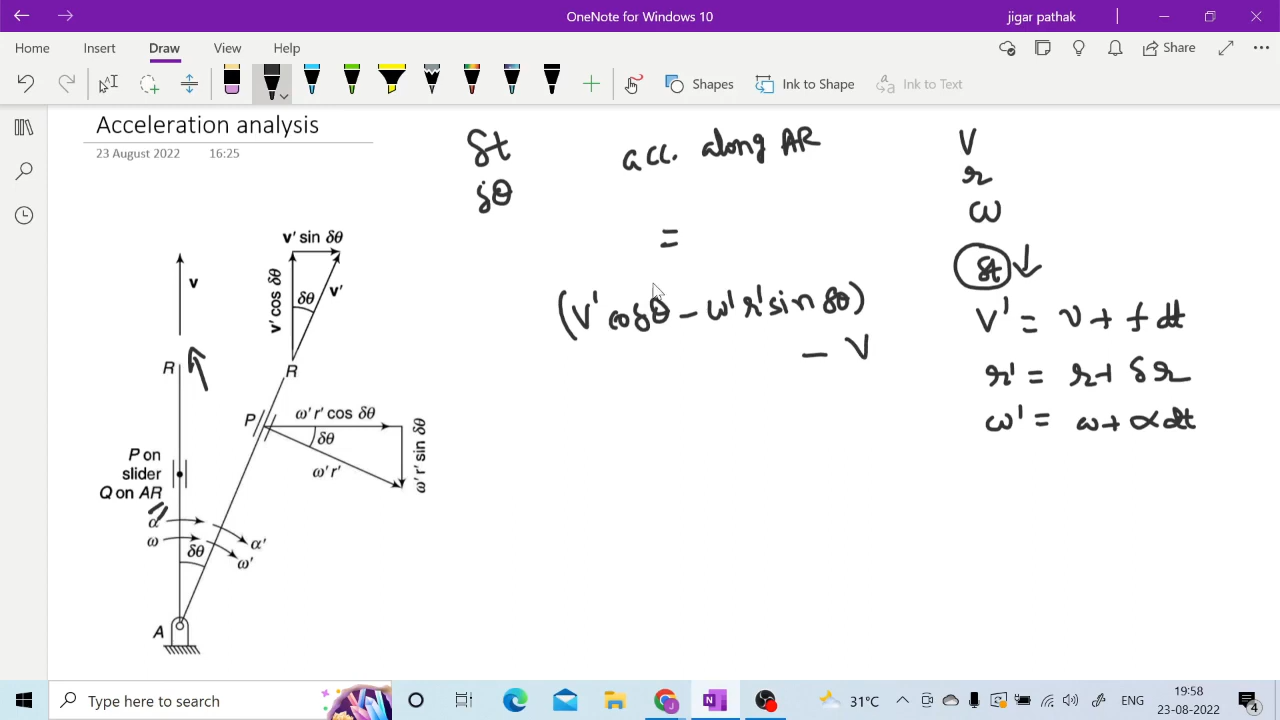 OneNote for Windows 10
jigar pathak
Home Insert Draw View Help
Share
Shapes
Ink to Shape
Ink to Text
Acceleration analysis
23 August 2022 16:25
δt
δθ
acc. along AR
=
(v' cosδθ - ω' r' sin δθ)
- V
V
r
ω
δt ↓
v' = v + f dt
r' = r + δr
ω' = ω + α dt
v' sin δθ
v
v' cos δθ
δθ
v'
R
R
P
ω' r' cos δθ
δθ
ω' r'
ω' r' sin δθ
P on
slider
Q on AR
α
ω
δθ
α'
ω'
A
Type here to search
31°C
ENG
19:58
23-08-2022
4